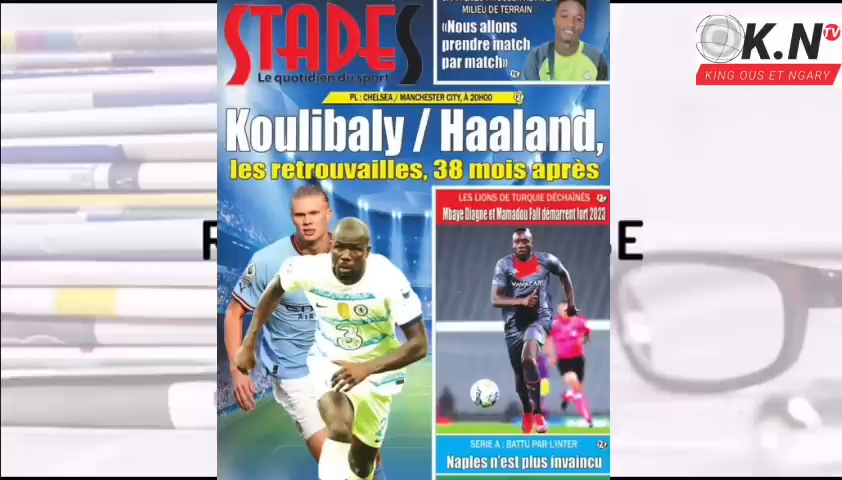 STADES
Le quotidien du sport
MILIEU DE TERRAIN
«Nous allons
prendre match
par match»
K.N TV
KING OUS ET NGARY
PL : CHELSEA / MANCHESTER CITY, À 20H00
Koulibaly / Haaland,
les retrouvailles, 38 mois après
LES LIONS DE TURQUIE DÉCHAÎNÉS
Mbaye Diagne et Mamadou Fall démarrent fort 2023
3
SERIE A : BATTU PAR L'INTER
Naples n'est plus invaincu